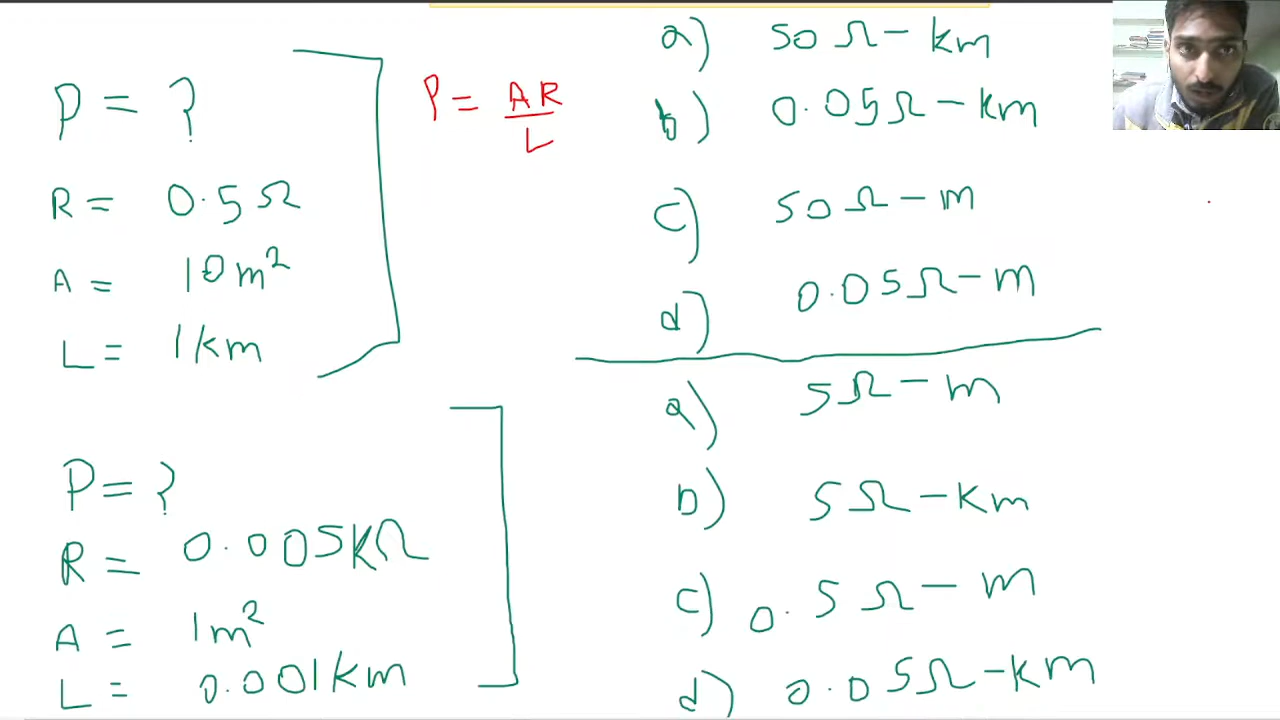 P = ?
R = 0.5 Ω
A = 10 m²
L = 1 km
ρ = AR/L
a) 50 Ω - km
b) 0.05 Ω - km
c) 50 Ω - m
d) 0.05 Ω - m
P = ?
R = 0.005 kΩ
A = 1 m²
L = 0.001 km
a) 5 Ω - m
b) 5 Ω - Km
c) 0.5 Ω - m
d) 0.05 Ω - Km